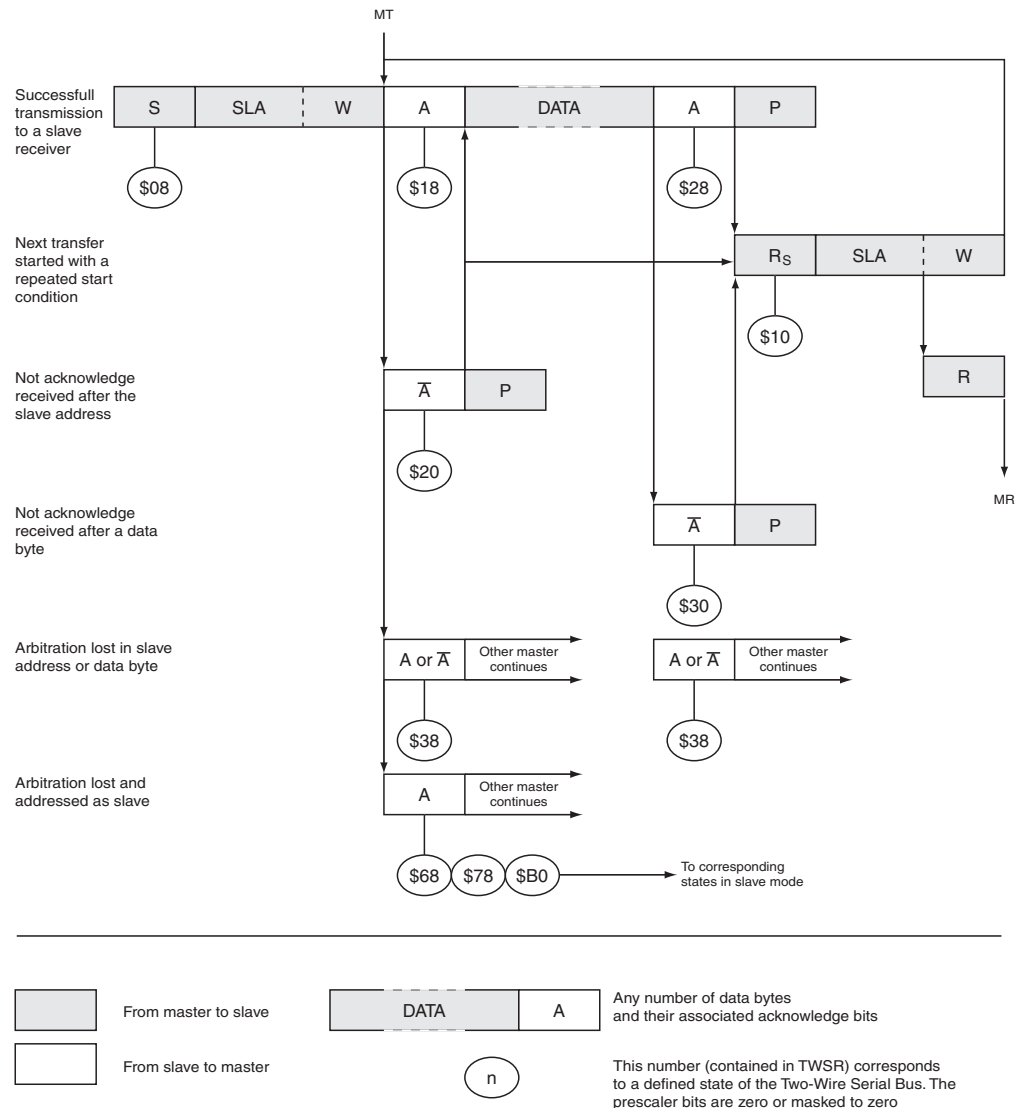 MT
Successfull
transmission
to a slave
receiver
S SLA W A DATA A P
$08 $18 $28
Next transfer
started with a
repeated start
condition
RS SLA W
$10
Not acknowledge
received after the
slave address
A̅ P
R
$20
MR
Not acknowledge
received after a data
byte
A̅ P
$30
Arbitration lost in slave
address or data byte
A or A̅ Other master
continues
A or A̅ Other master
continues
$38 $38
Arbitration lost and
addressed as slave
A Other master
continues
$68 $78 $B0 To corresponding
states in slave mode
From master to slave
DATA A Any number of data bytes
and their associated acknowledge bits
From slave to master
n This number (contained in TWSR) corresponds
to a defined state of the Two-Wire Serial Bus. The
prescaler bits are zero or masked to zero